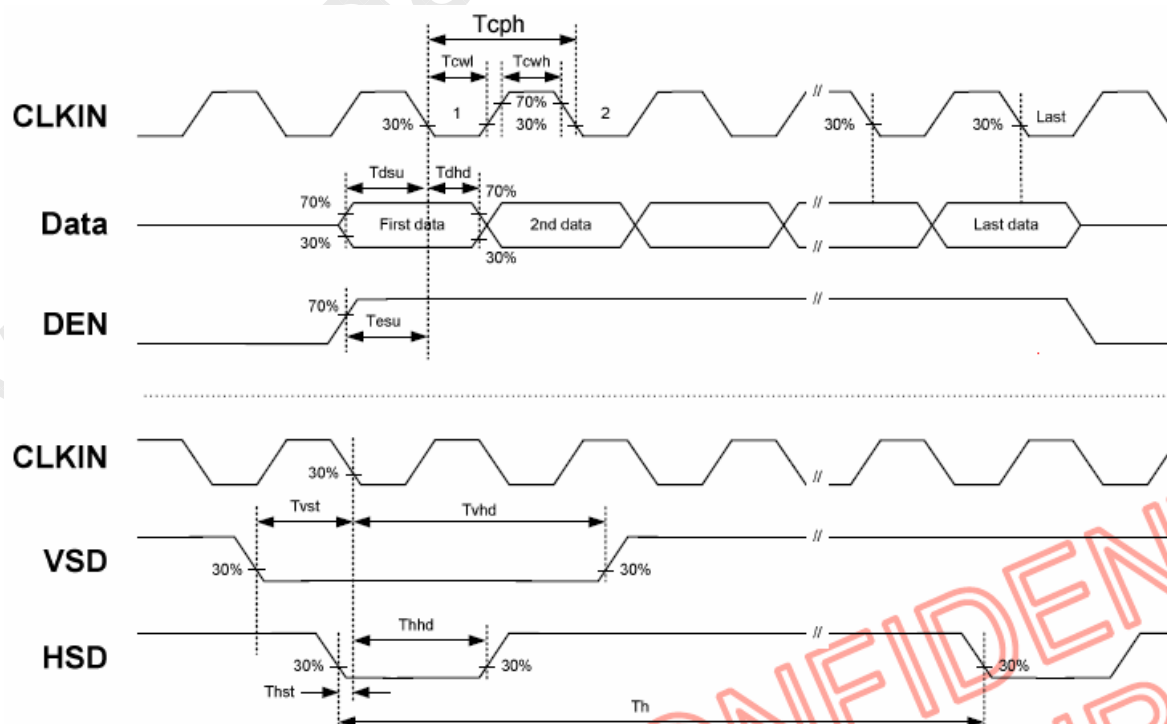 Tcph
Tcwl Tcwh
CLKIN 30% 1 70% 30% 2 // 30% 30% Last
Tdsu Tdhd
Data 70% 30% First data 70% 30% 2nd data // // Last data
DEN 70% Tesu //
CLKIN 30% //
Tvst Tvhd
VSD 30% 30% //
Thhd
HSD 30% 30% // 30%
Thst
Th